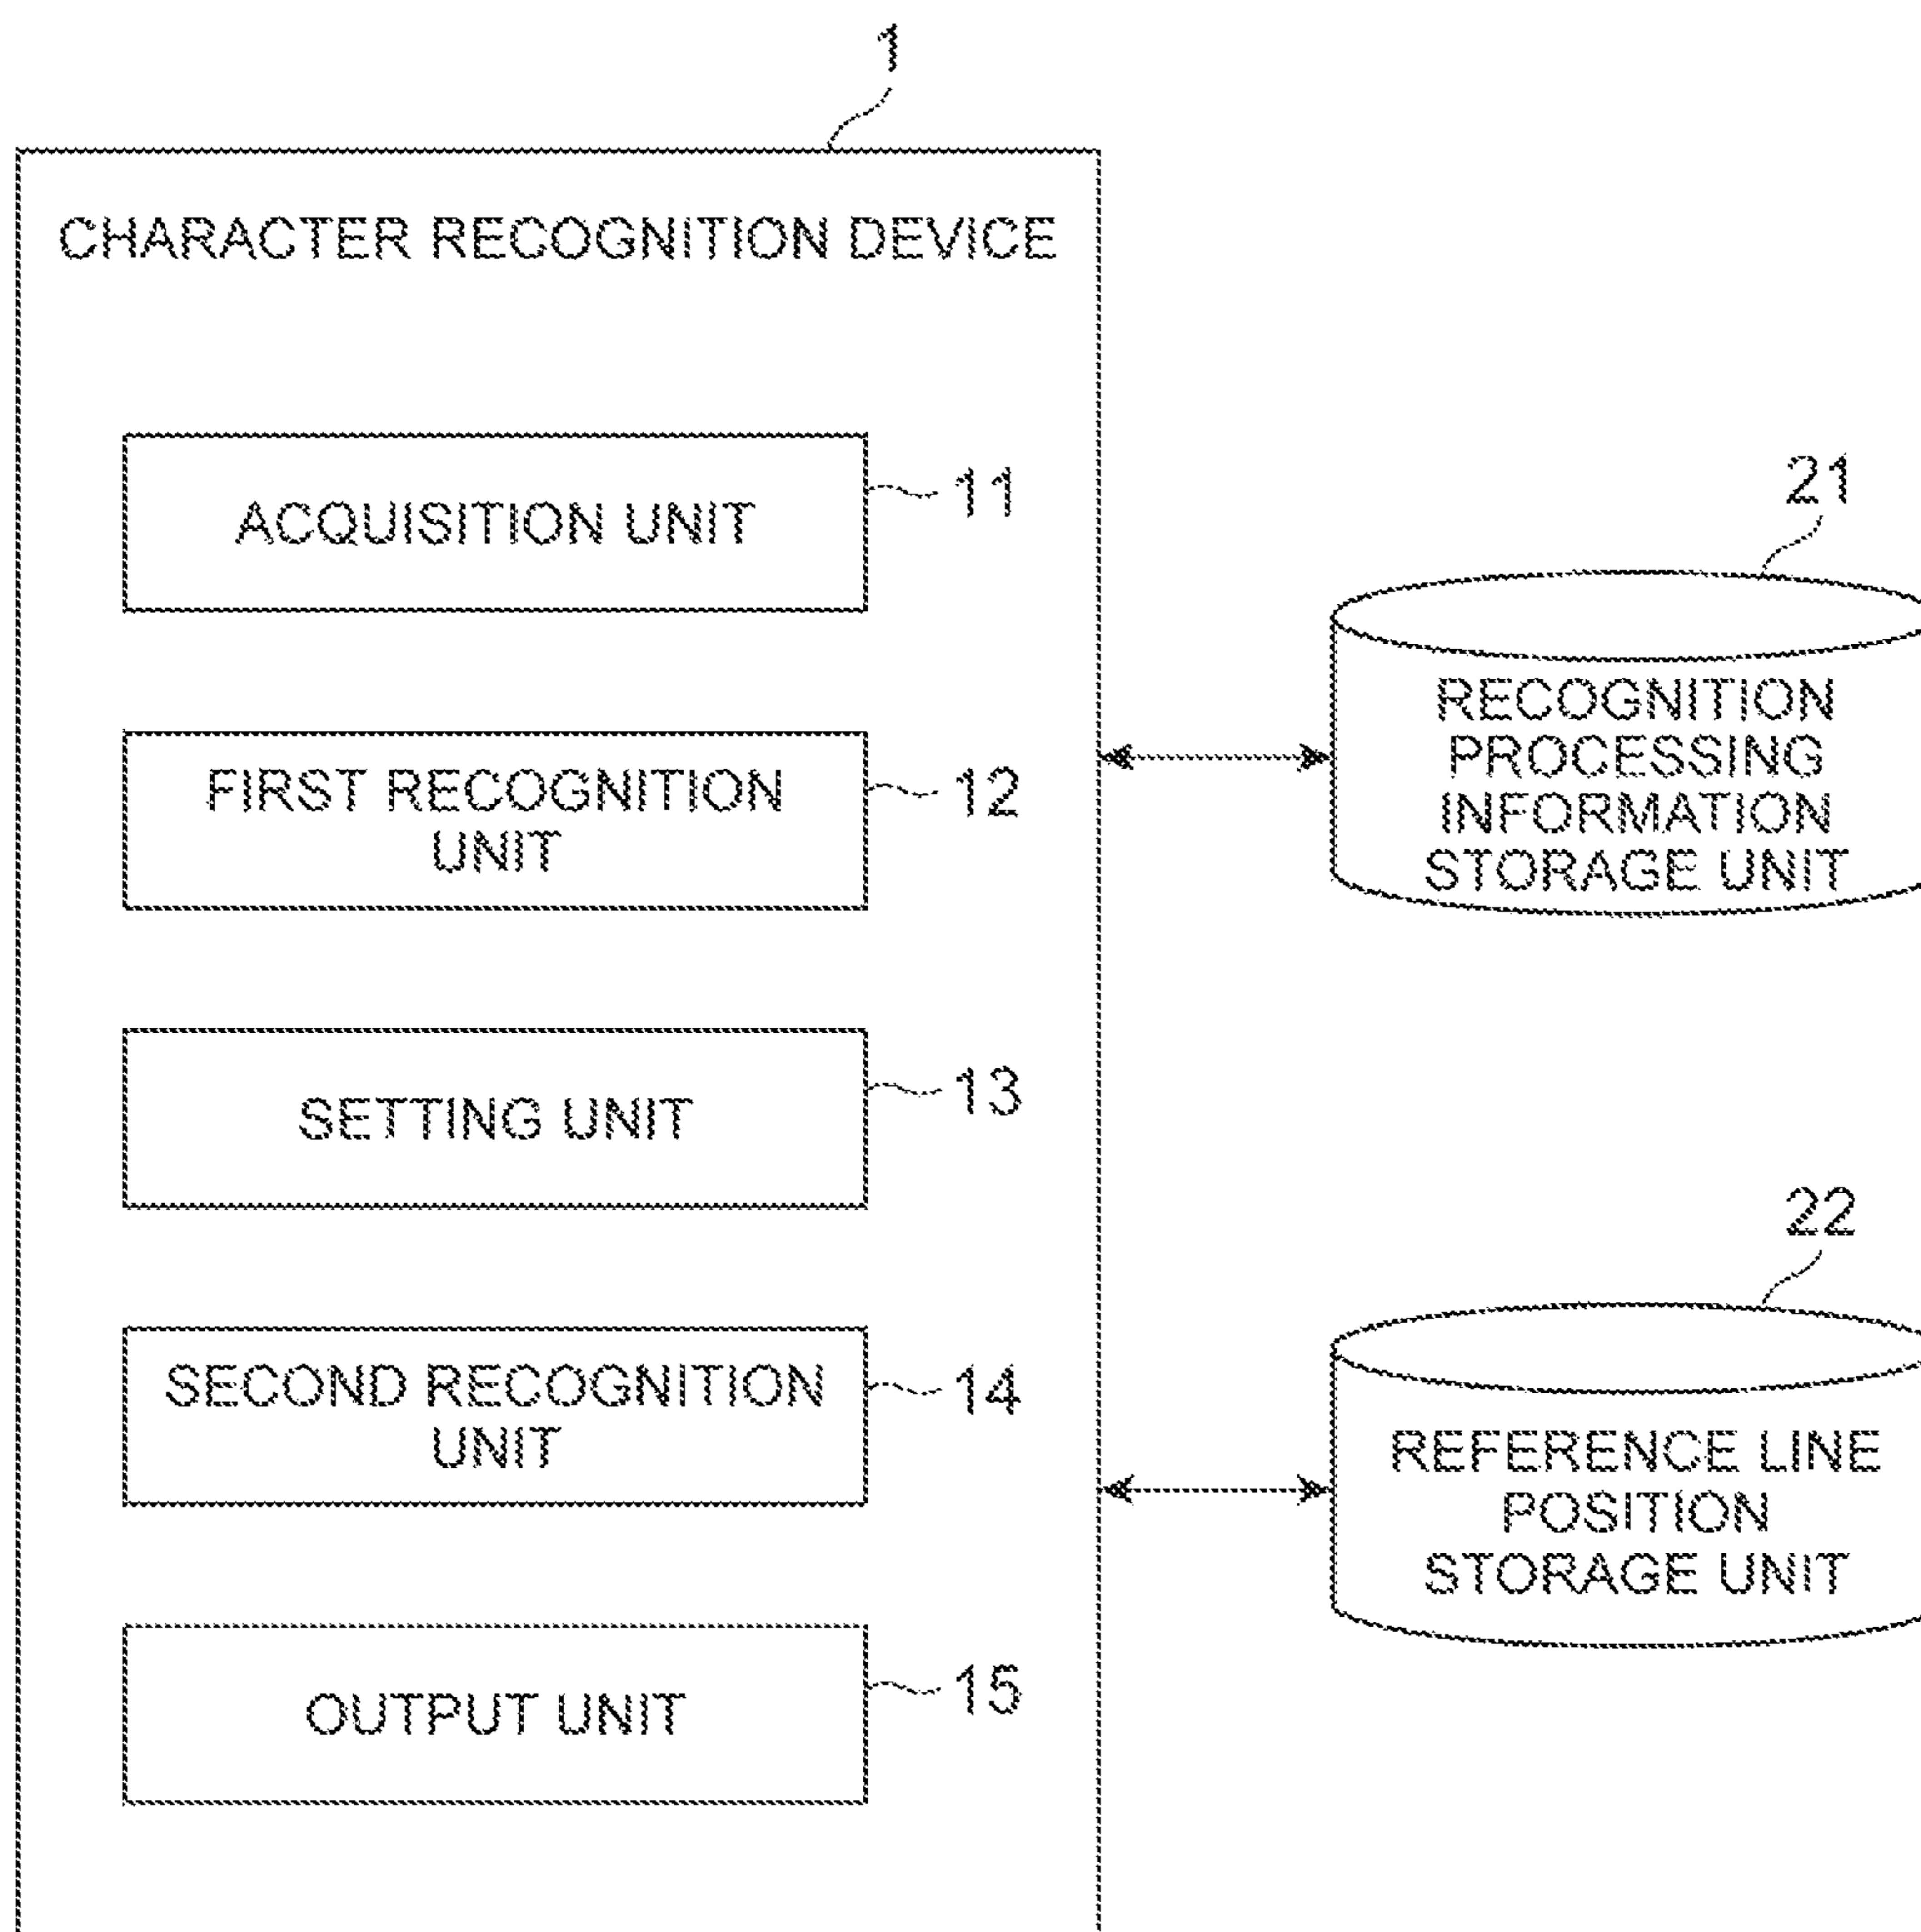 1
CHARACTER RECOGNITION DEVICE
ACQUISITION UNIT
11
FIRST RECOGNITION
UNIT
12
SETTING UNIT
13
SECOND RECOGNITION
UNIT
14
OUTPUT UNIT
15
21
RECOGNITION
PROCESSING
INFORMATION
STORAGE UNIT
22
REFERENCE LINE
POSITION
STORAGE UNIT